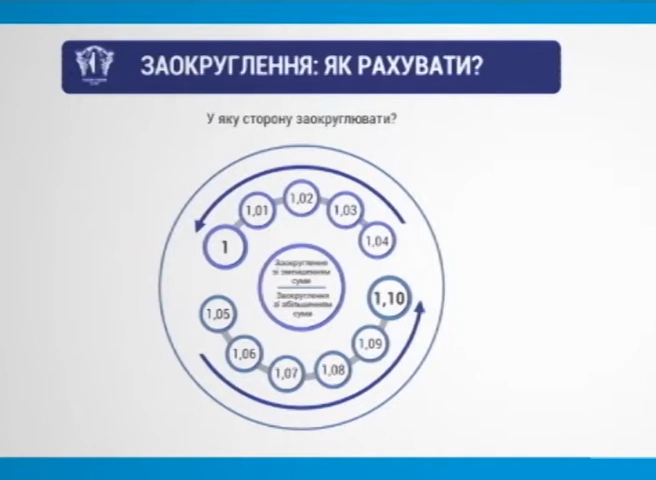 ЗАОКРУГЛЕННЯ: ЯК РАХУВАТИ?
У яку сторону заокруглювати?
1
1,01
1,02
1,03
1,04
Заокруглення
зі зменшенням
суми
Заокруглення
зі збільшенням
суми
1,05
1,06
1,07
1,08
1,09
1,10